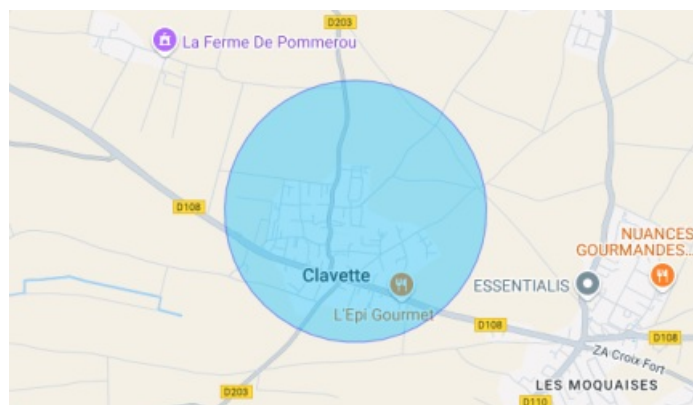 D203
La Ferme De Pommerou
D108
NUANCES
GOURMANDES...
Clavette
ESSENTIALIS
L'Epi Gourmet
D108
D108
ZA Croix Fort
D203
LES MOQUAISES
D110